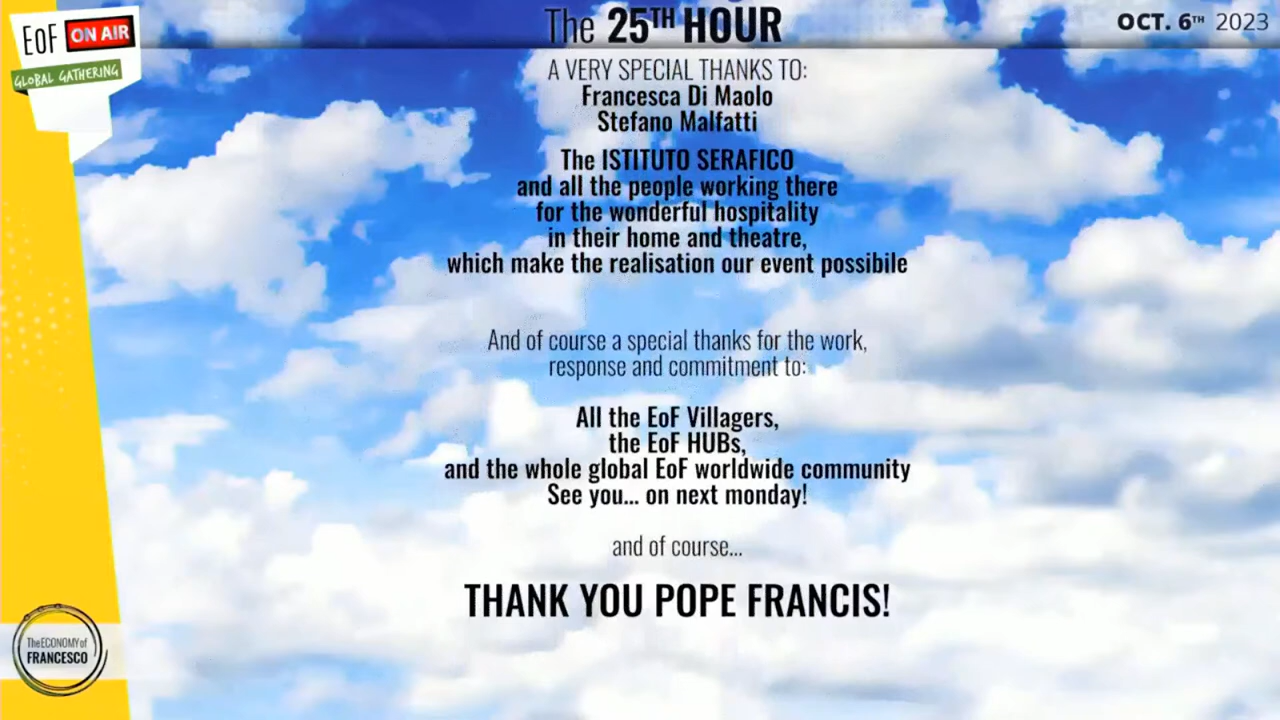 EoF ON AIR
GLOBAL GATHERING
The 25TH HOUR
OCT. 6TH 2023
A VERY SPECIAL THANKS TO:
Francesca Di Maolo
Stefano Malfatti
The ISTITUTO SERAFICO
and all the people working there
for the wonderful hospitality
in their home and theatre,
which make the realisation our event possibile
And of course a special thanks for the work,
response and commitment to:
All the EoF Villagers,
the EoF HUBs,
and the whole global EoF worldwide community
See you... on next monday!
and of course...
THANK YOU POPE FRANCIS!
The ECONOMY of
FRANCESCO